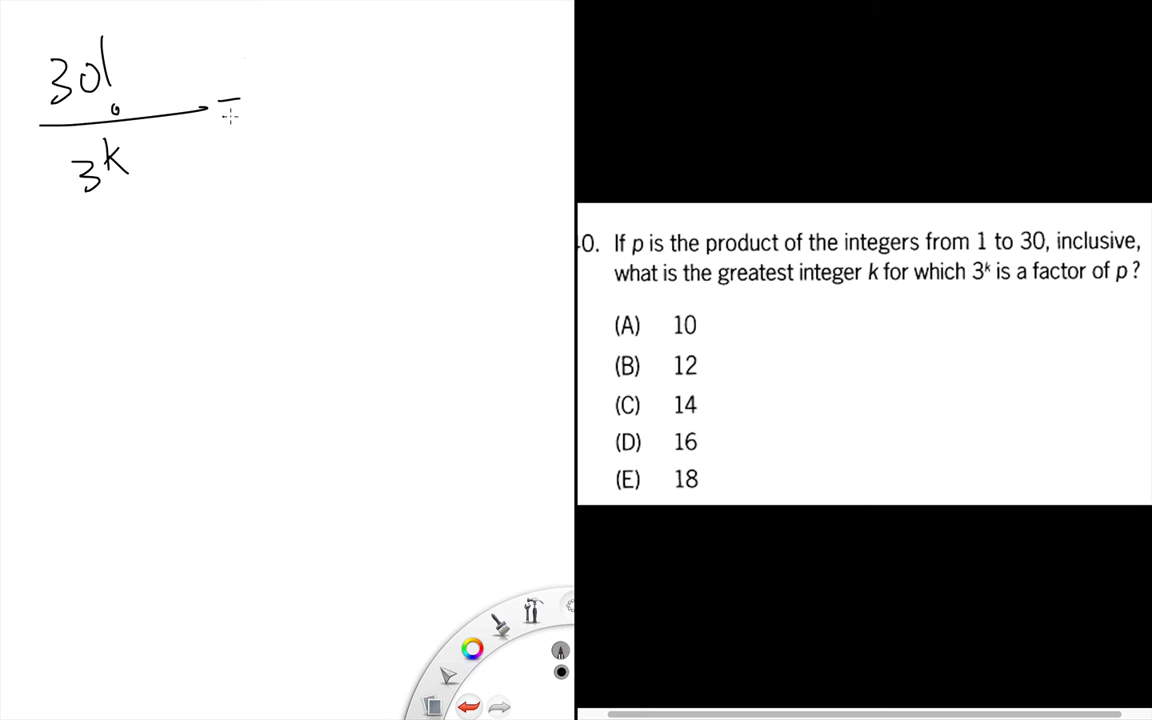 30!
3^k
=
0. If p is the product of the integers from 1 to 30, inclusive,
what is the greatest integer k for which 3ᵏ is a factor of p?
(A) 10
(B) 12
(C) 14
(D) 16
(E) 18